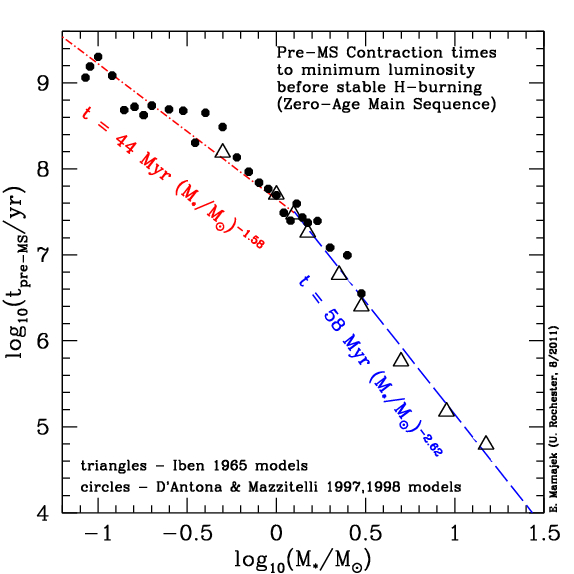 Pre-MS Contraction times
to minimum luminosity
before stable H-burning
(Zero-Age Main Sequence)
t = 44 Myr (M*/M☉)^-1.58
t = 58 Myr (M*/M☉)^-2.62
triangles - Iben 1965 models
circles - D'Antona & Mazzitelli 1997,1998 models
log10(t_pre-MS/yr)
9
8
7
6
5
4
-1
-0.5
0
0.5
1
1.5
log10(M*/M☉)
E. Mamajek (U. Rochester, 8/2011)